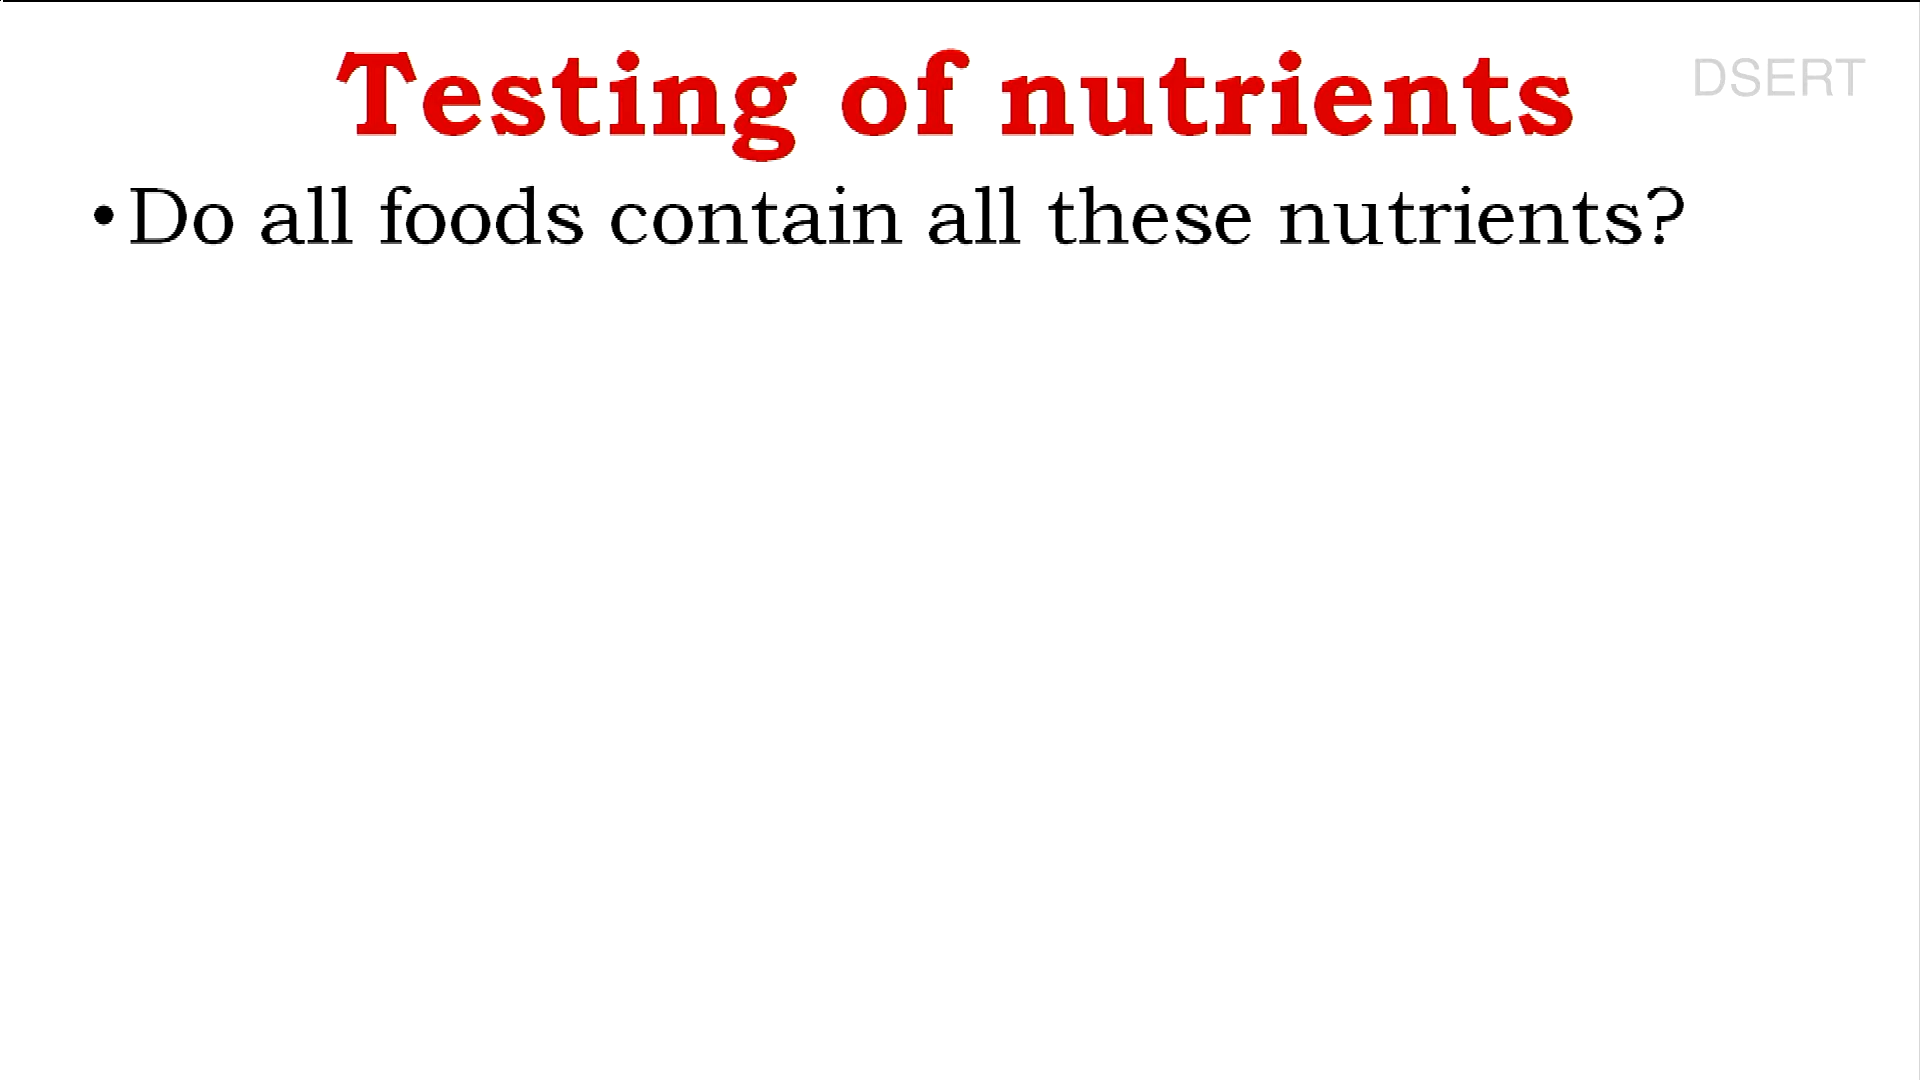 Testing of nutrients
DSERT
• Do all foods contain all these nutrients?